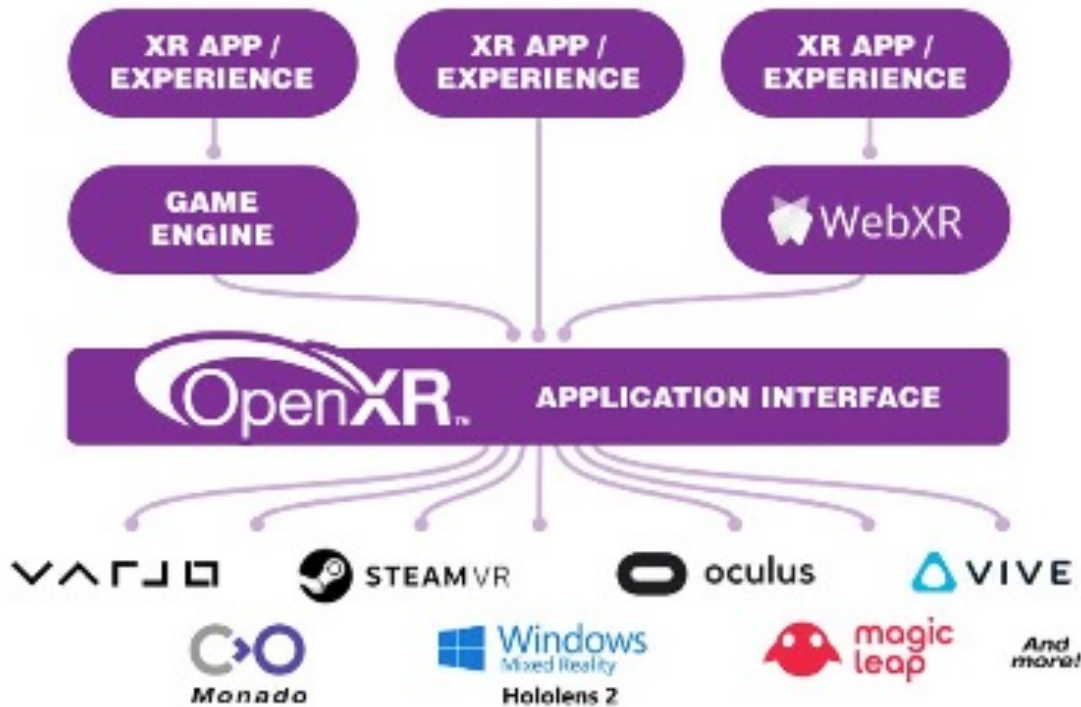 XR APP /
EXPERIENCE
XR APP /
EXPERIENCE
XR APP /
EXPERIENCE
GAME
ENGINE
WebXR
OpenXR™ APPLICATION INTERFACE
VARJO
STEAMVR
oculus
VIVE
Monado
Windows
Mixed Reality
Hololens 2
magic
leap
And
more!